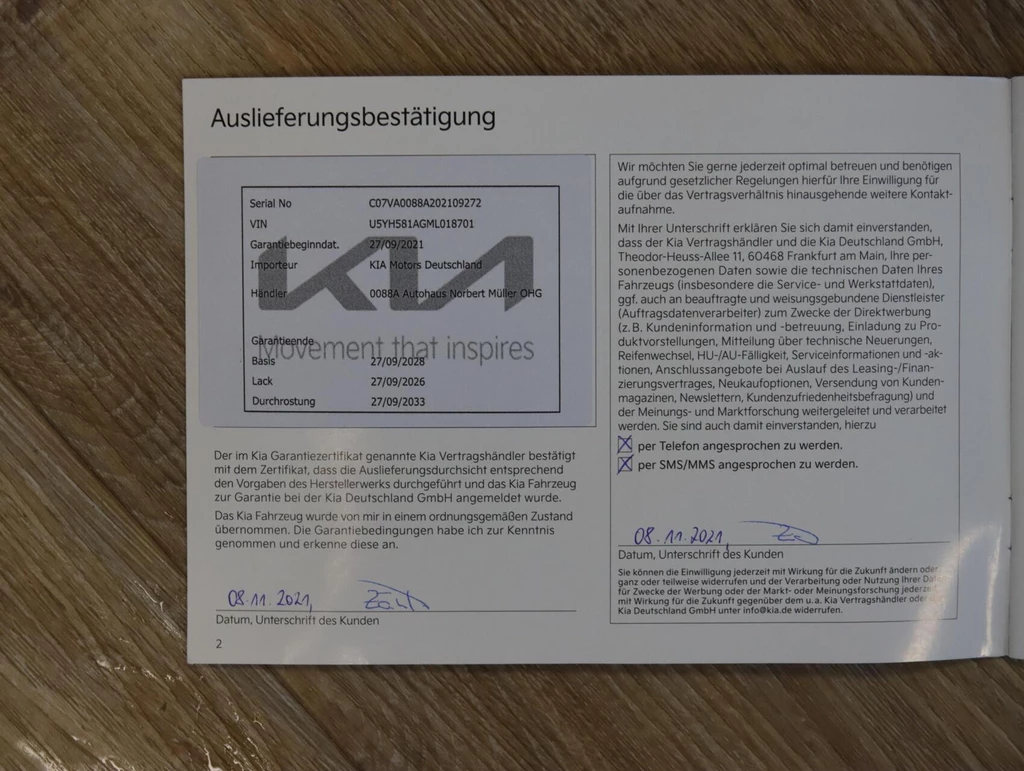 Auslieferungsbestätigung
Serial No C07VA0088A202109272
VIN U5YH581AGML018701
Garantiebeginndat. 27/09/2021
Importeur KIA Motors Deutschland
Händler 0088A Autohaus Norbert Müller OHG
KIA
Garantieende
Movement that inspires
Basis 27/09/2028
Lack 27/09/2026
Durchrostung 27/09/2033
Der im Kia Garantiezertifikat genannte Kia Vertragshändler bestätigt
mit dem Zertifikat, dass die Auslieferungsdurchsicht entsprechend
den Vorgaben des Herstellerwerks durchgeführt und das Kia Fahrzeug
zur Garantie bei der Kia Deutschland GmbH angemeldet wurde.
Das Kia Fahrzeug wurde von mir in einem ordnungsgemäßen Zustand
übernommen. Die Garantiebedingungen habe ich zur Kenntnis
genommen und erkenne diese an.
08.11.2021,
Datum, Unterschrift des Kunden
2
Wir möchten Sie gerne jederzeit optimal betreuen und benötigen
aufgrund gesetzlicher Regelungen hierfür Ihre Einwilligung für
die über das Vertragsverhältnis hinausgehende weitere Kontakt-
aufnahme.
Mit Ihrer Unterschrift erklären Sie sich damit einverstanden,
dass der Kia Vertragshändler und die Kia Deutschland GmbH,
Theodor-Heuss-Allee 11, 60468 Frankfurt am Main, Ihre per-
sonenbezogenen Daten sowie die technischen Daten Ihres
Fahrzeugs (insbesondere die Service- und Werkstattdaten),
ggf. auch an beauftragte und weisungsgebundene Dienstleister
(Auftragsdatenverarbeiter) zum Zwecke der Direktwerbung
(z. B. Kundeninformation und -betreuung, Einladung zu Pro-
duktvorstellungen, Mitteilung über technische Neuerungen,
Reifenwechsel, HU-/AU-Fälligkeit, Serviceinformationen und -ak-
tionen, Anschlussangebote bei Auslauf des Leasing-/Finan-
zierungsvertrages, Neukaufoptionen, Versendung von Kunden-
magazinen, Newslettern, Kundenzufriedenheitsbefragung) und
der Meinungs- und Marktforschung weitergeleitet und verarbeitet
werden. Sie sind auch damit einverstanden, hierzu
per Telefon angesprochen zu werden.
per SMS/MMS angesprochen zu werden.
08.11.2021,
Datum, Unterschrift des Kunden
Sie können die Einwilligung jederzeit mit Wirkung für die Zukunft ändern oder
ganz oder teilweise widerrufen und der Verarbeitung oder Nutzung Ihrer
für Zwecke der Werbung oder der Markt- oder Meinungsforschung jederzeit
mit Wirkung für die Zukunft gegenüber dem u. a. Kia Vertragshändler oder
Kia Deutschland GmbH unter info@kia.de widerrufen.